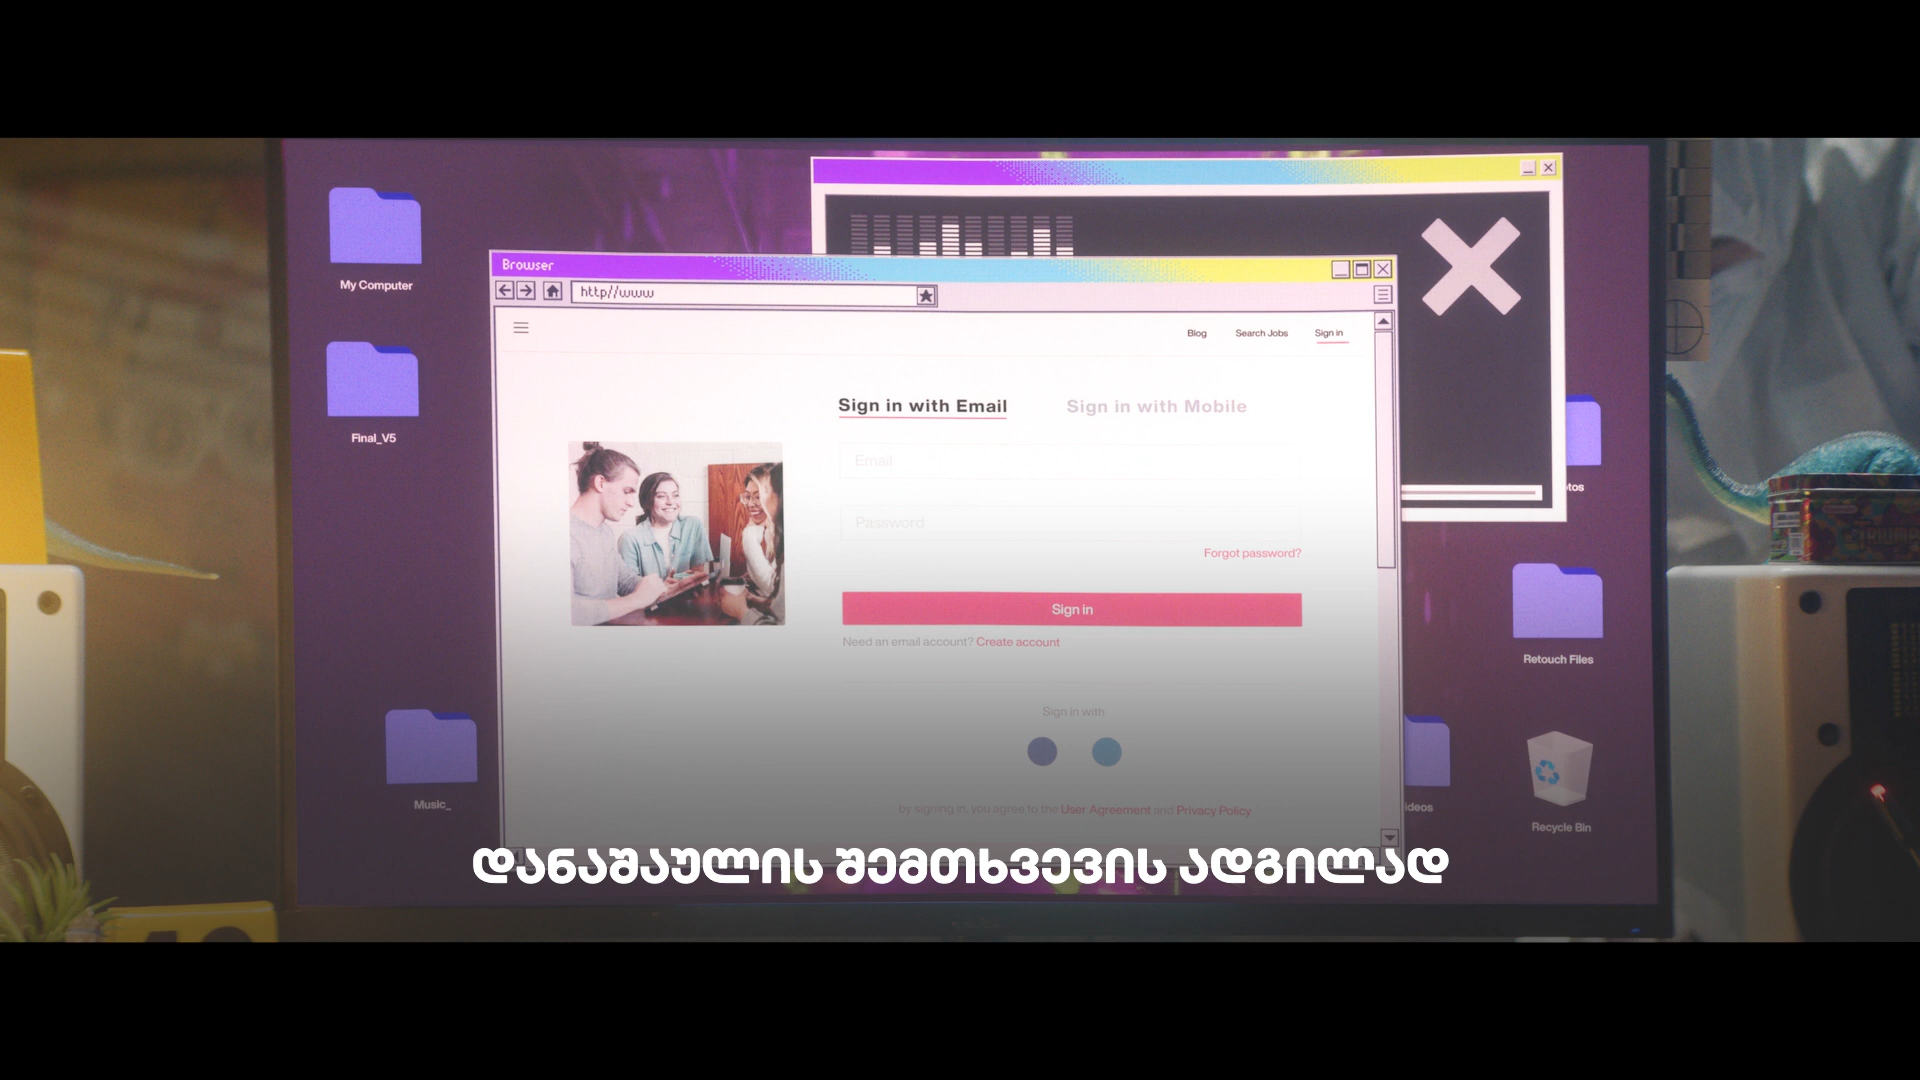 My Computer
Final_V5
Music_
Browser
http//www
Blog
Search Jobs
Sign in
Sign in with Email
Sign in with Mobile
Email
Password
Forgot password?
Sign in
Need an email account? Create account
Sign in with
by signing in, you agree to the User Agreement and Privacy Policy
tos
Retouch Files
ideos
Recycle Bin
დანაშაულის შემთხვევის ადგილად